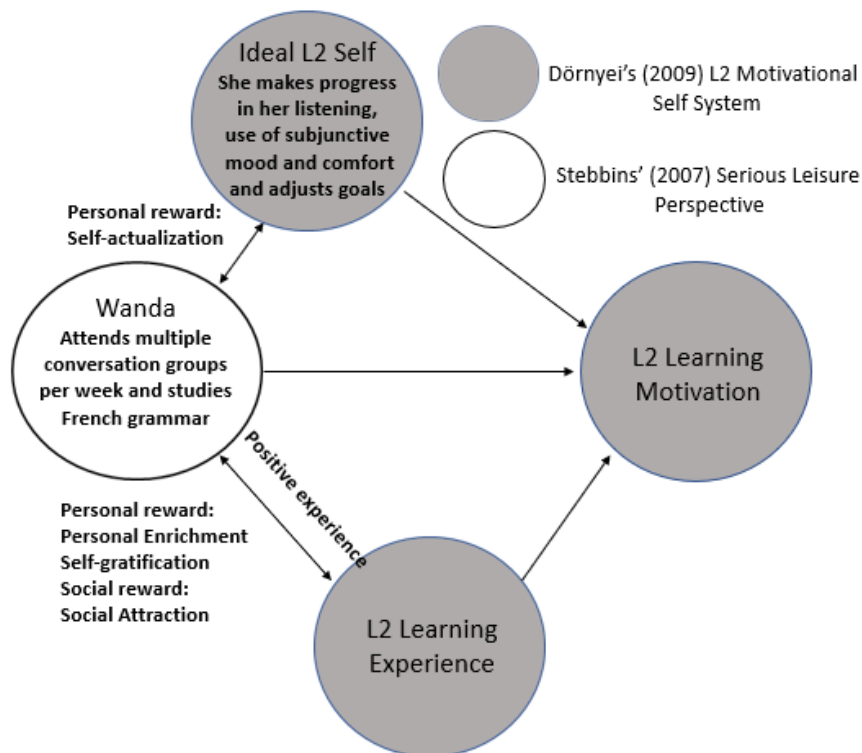 Ideal L2 Self
She makes progress
in her listening,
use of subjunctive
mood and comfort
and adjusts goals
Dörnyei's (2009) L2 Motivational
Self System
Stebbins' (2007) Serious Leisure
Perspective
Personal reward:
Self-actualization
Wanda
Attends multiple
conversation groups
per week and studies
French grammar
L2 Learning
Motivation
Positive experience
Personal reward:
Personal Enrichment
Self-gratification
Social reward:
Social Attraction
L2 Learning
Experience